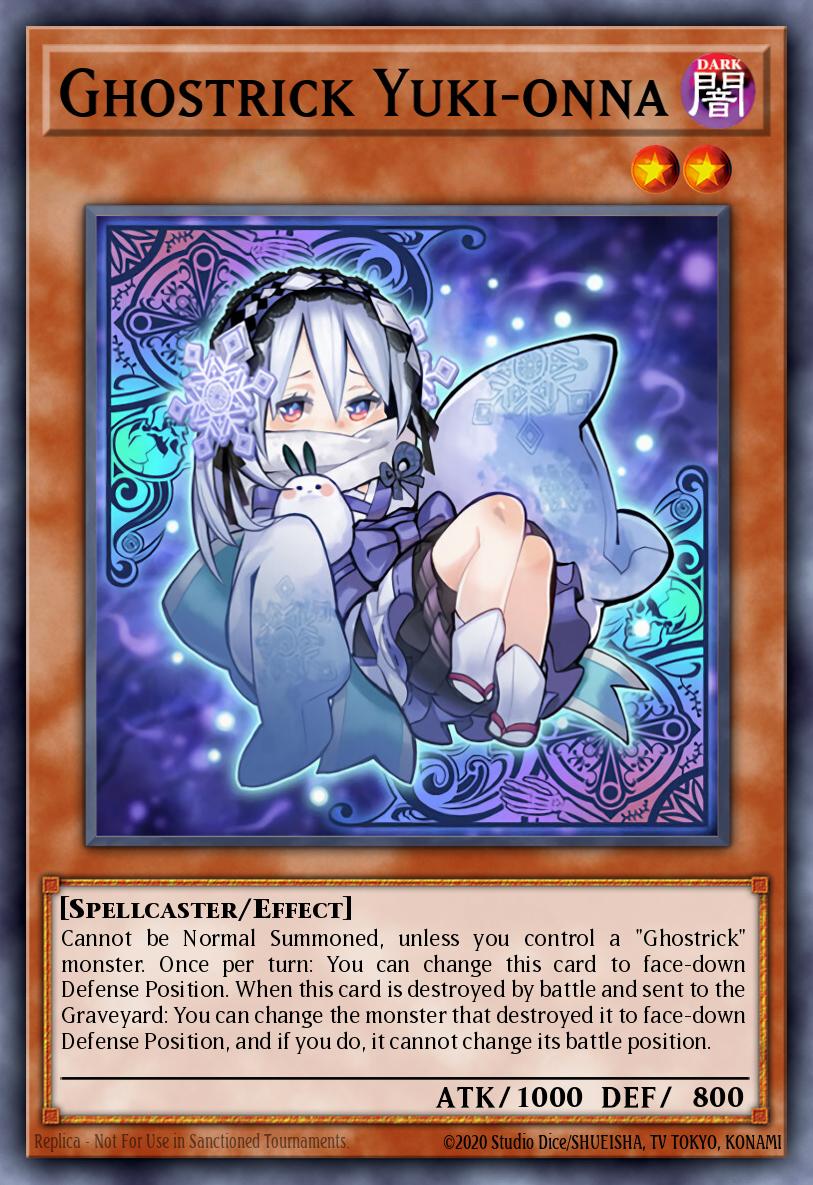 Ghostrick Yuki-onna
DARK
闇
[Spellcaster/Effect]
Cannot be Normal Summoned, unless you control a "Ghostrick"
monster. Once per turn: You can change this card to face-down
Defense Position. When this card is destroyed by battle and sent to the
Graveyard: You can change the monster that destroyed it to face-down
Defense Position, and if you do, it cannot change its battle position.
ATK/1000 DEF/ 800
Replica - Not For Use in Sanctioned Tournaments.
©2020 Studio Dice/SHUEISHA, TV TOKYO, KONAMI